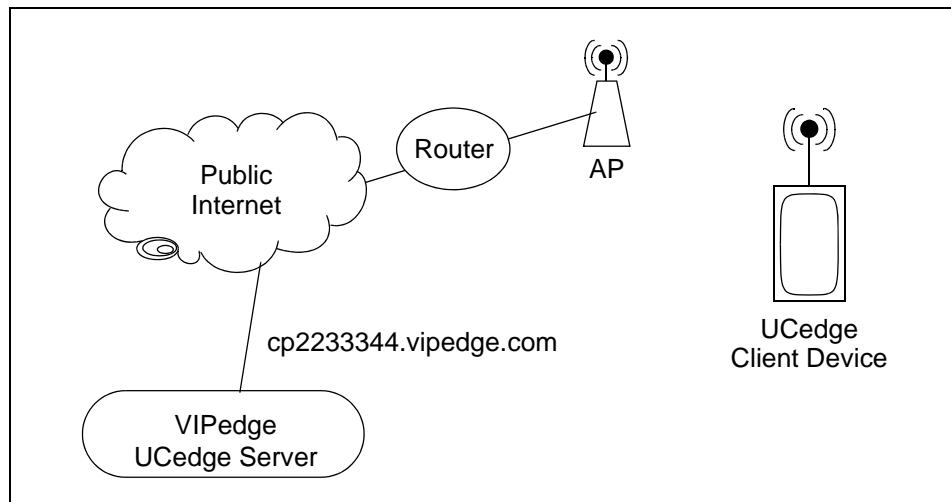 Router
AP
Public
Internet
UCedge
Client Device
cp2233344.vipedge.com
VIPedge
UCedge Server